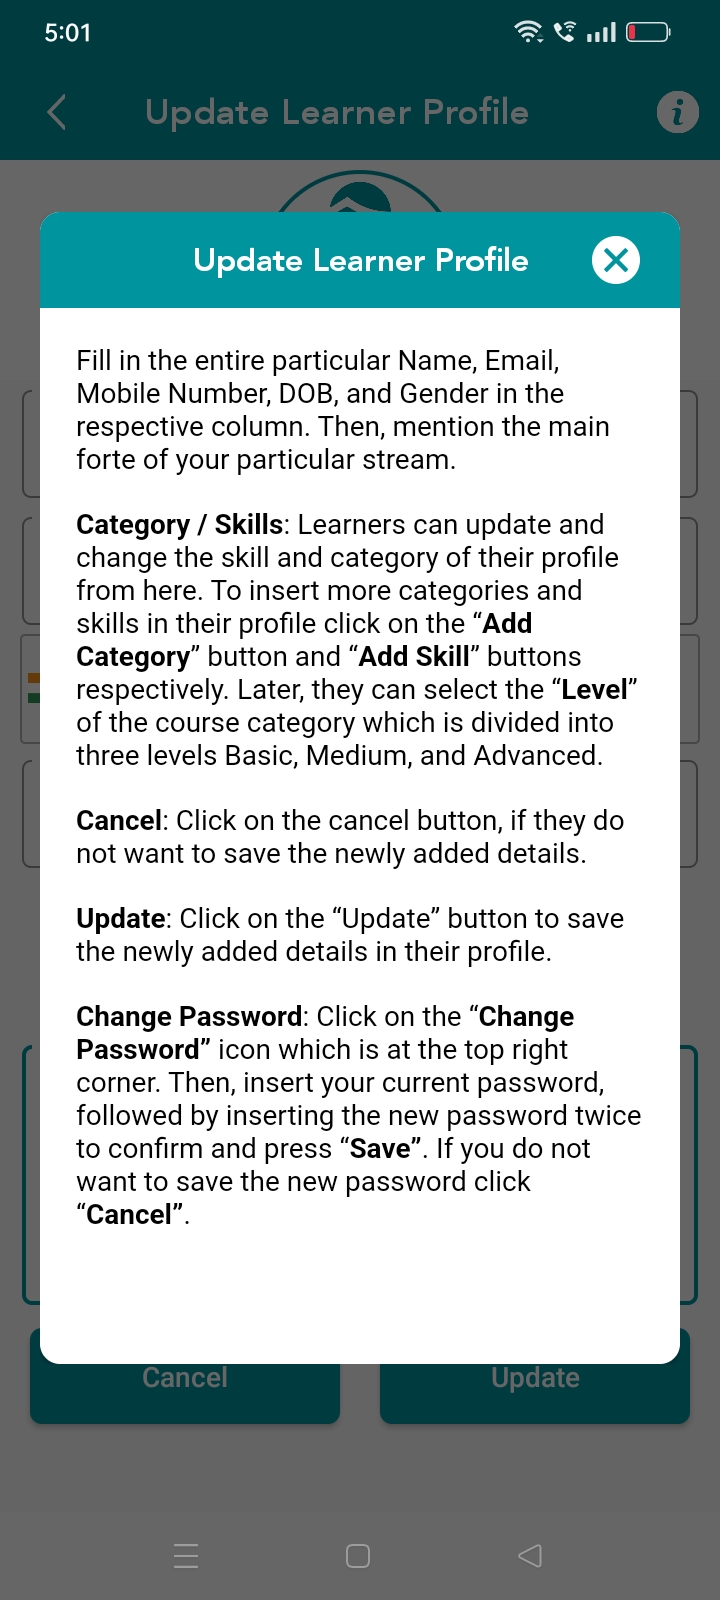 5:01
Update Learner Profile
Update Learner Profile
Fill in the entire particular Name, Email,
Mobile Number, DOB, and Gender in the
respective column. Then, mention the main
forte of your particular stream.
Category / Skills: Learners can update and
change the skill and category of their profile
from here. To insert more categories and
skills in their profile click on the “Add
Category” button and “Add Skill” buttons
respectively. Later, they can select the “Level”
of the course category which is divided into
three levels Basic, Medium, and Advanced.
Cancel: Click on the cancel button, if they do
not want to save the newly added details.
Update: Click on the “Update” button to save
the newly added details in their profile.
Change Password: Click on the “Change
Password” icon which is at the top right
corner. Then, insert your current password,
followed by inserting the new password twice
to confirm and press “Save”. If you do not
want to save the new password click
“Cancel”.
Cancel
Update